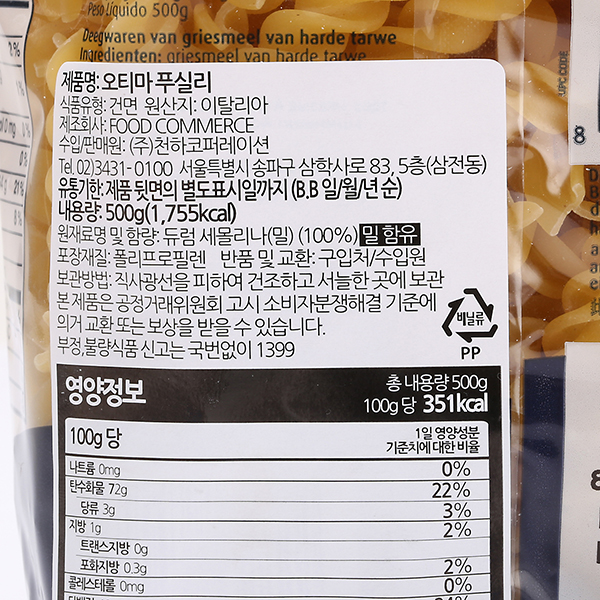 Peso Líquido 500g
Deegwaren van griesmeel van harde tarwe
Ingredienten: griesmeel van harde tarwe
제품명: 오티마 푸실리
식품유형: 건면 원산지: 이탈리아
제조회사: FOOD COMMERCE
수입/판매원: (주)천하코퍼레이션
Tel. 02)3431-0100 서울특별시 송파구 삼학사로 83, 5층(삼전동)
유통기한: 제품 뒷면의 별도표시일까지 (B.B 일/월/년 순)
내용량: 500g(1,755kcal)
원재료명 및 함량: 듀럼 세몰리나(밀) (100%) 밀 함유
포장재질: 폴리프로필렌 반품 및 교환: 구입처/수입원
보관방법: 직사광선을 피하여 건조하고 서늘한 곳에 보관
본 제품은 공정거래위원회 고시 소비자분쟁해결 기준에
의거 교환 또는 보상을 받을 수 있습니다.
부정,불량식품 신고는 국번없이 1399
비닐류
PP
영양정보
총 내용량 500g
100g 당 351kcal
100g 당
1일 영양성분
기준치에 대한 비율
나트륨 0mg 0%
탄수화물 72g 22%
당류 3g 3%
지방 1g 2%
트랜스지방 0g
포화지방 0.3g 2%
콜레스테롤 0mg 0%
8